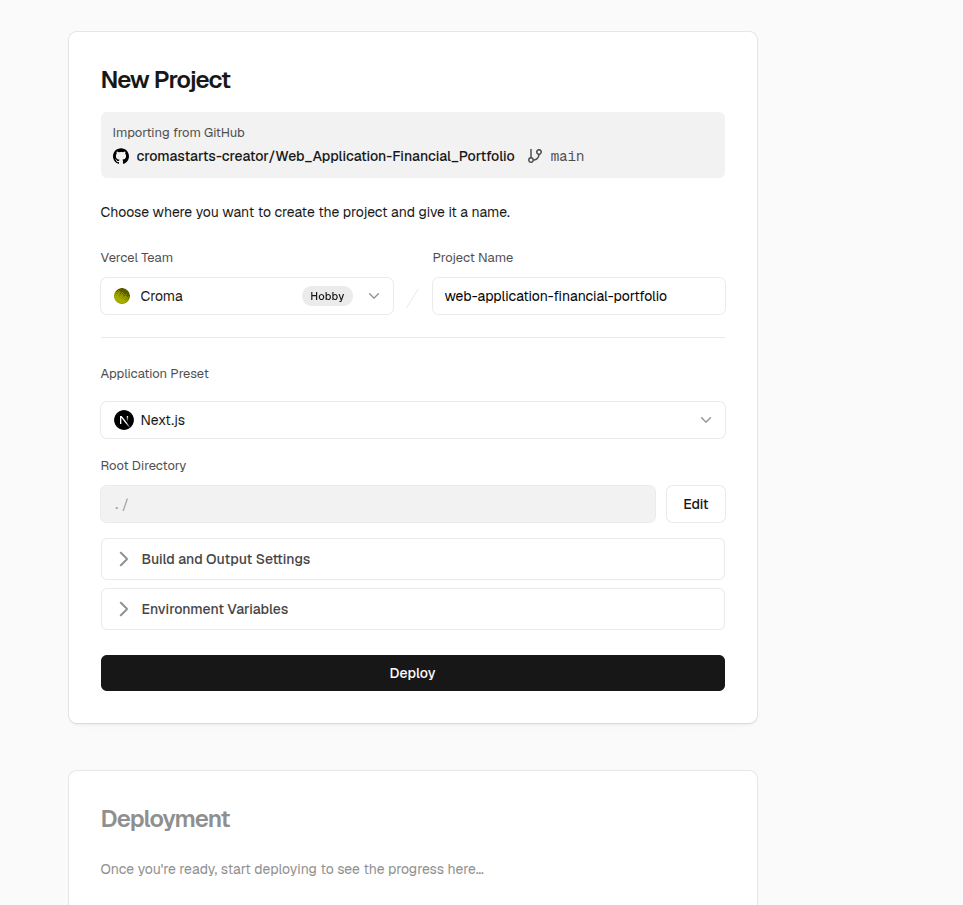 New Project
Importing from GitHub
cromastarts-creator/Web_Application-Financial_Portfolio main
Choose where you want to create the project and give it a name.
Vercel Team Project Name
Croma Hobby / web-application-financial-portfolio
Application Preset
Next.js
Root Directory
./ Edit
Build and Output Settings
Environment Variables
Deploy
Deployment
Once you're ready, start deploying to see the progress here…